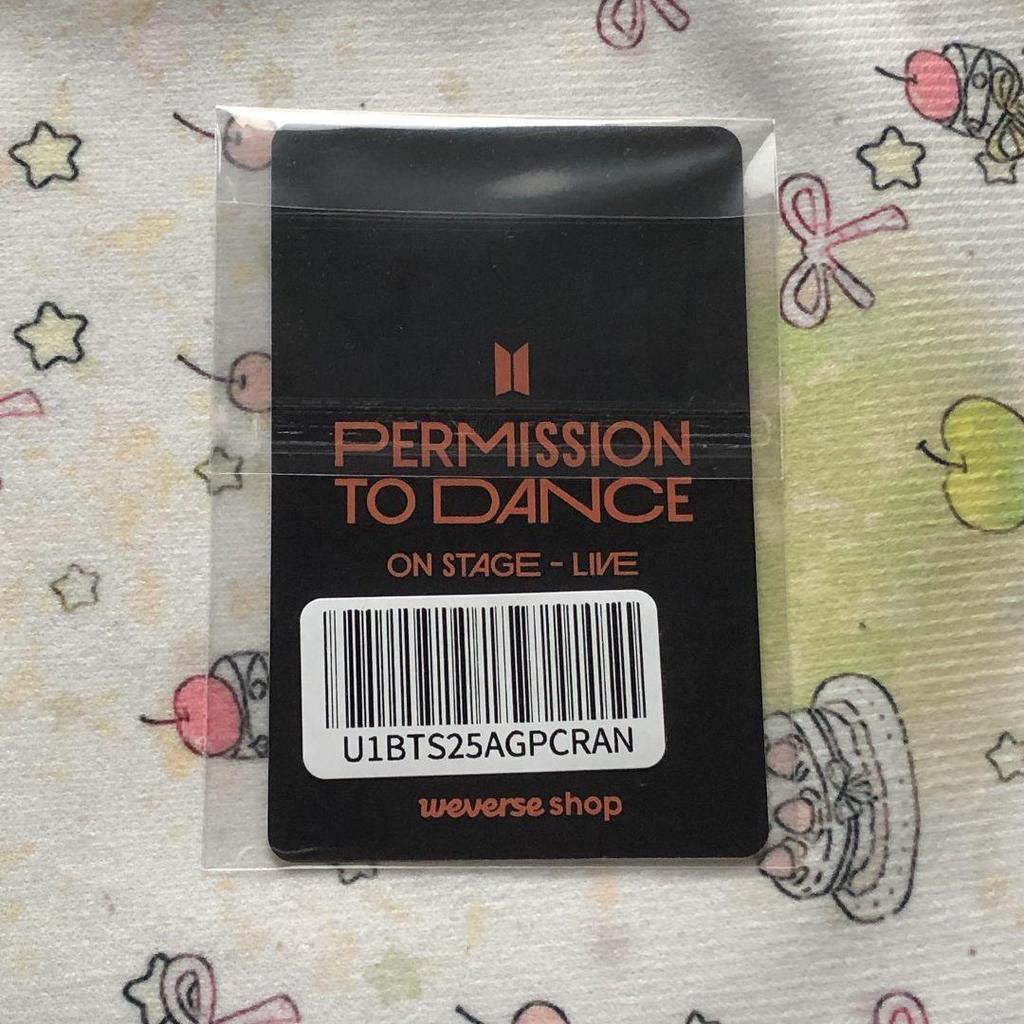 PERMISSION
TO DANCE
ON STAGE - LIVE
U1BTS25AGPCRAN
weverse shop